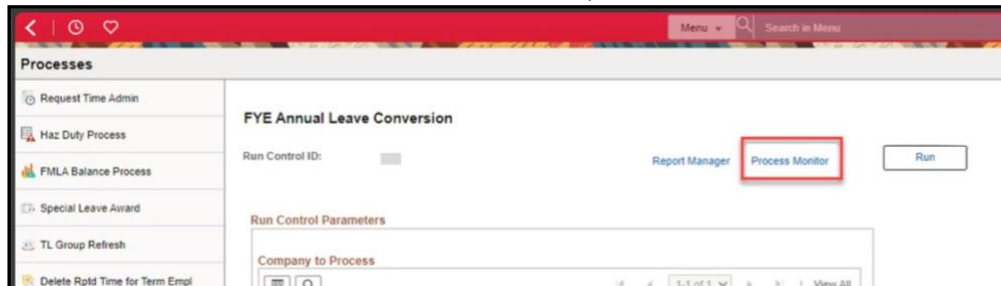 Menu Search in Menu
Processes
Request Time Admin
Haz Duty Process
FMLA Balance Process
Special Leave Award
TL Group Refresh
Delete Rptd Time for Term Empl
FYE Annual Leave Conversion
Run Control ID: Report Manager Process Monitor Run
Run Control Parameters
Company to Process
1-1 of 1 View All